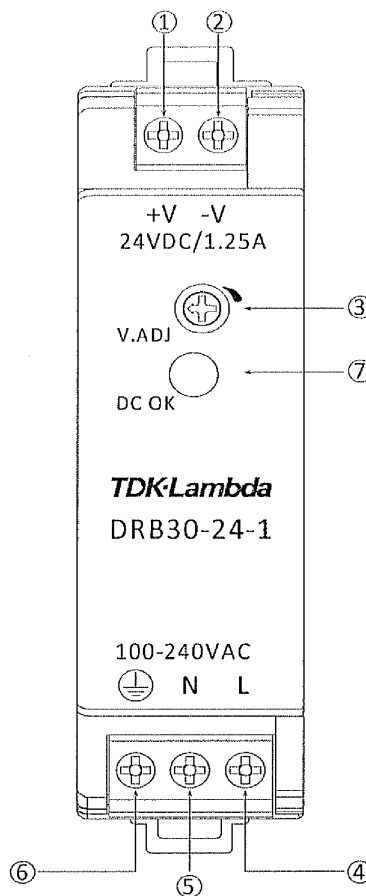 ① ②
+V -V
24VDC/1.25A
③
V.ADJ
⑦
DC OK
TDK·Lambda
DRB30-24-1
100-240VAC
N L
⑥ ⑤ ④